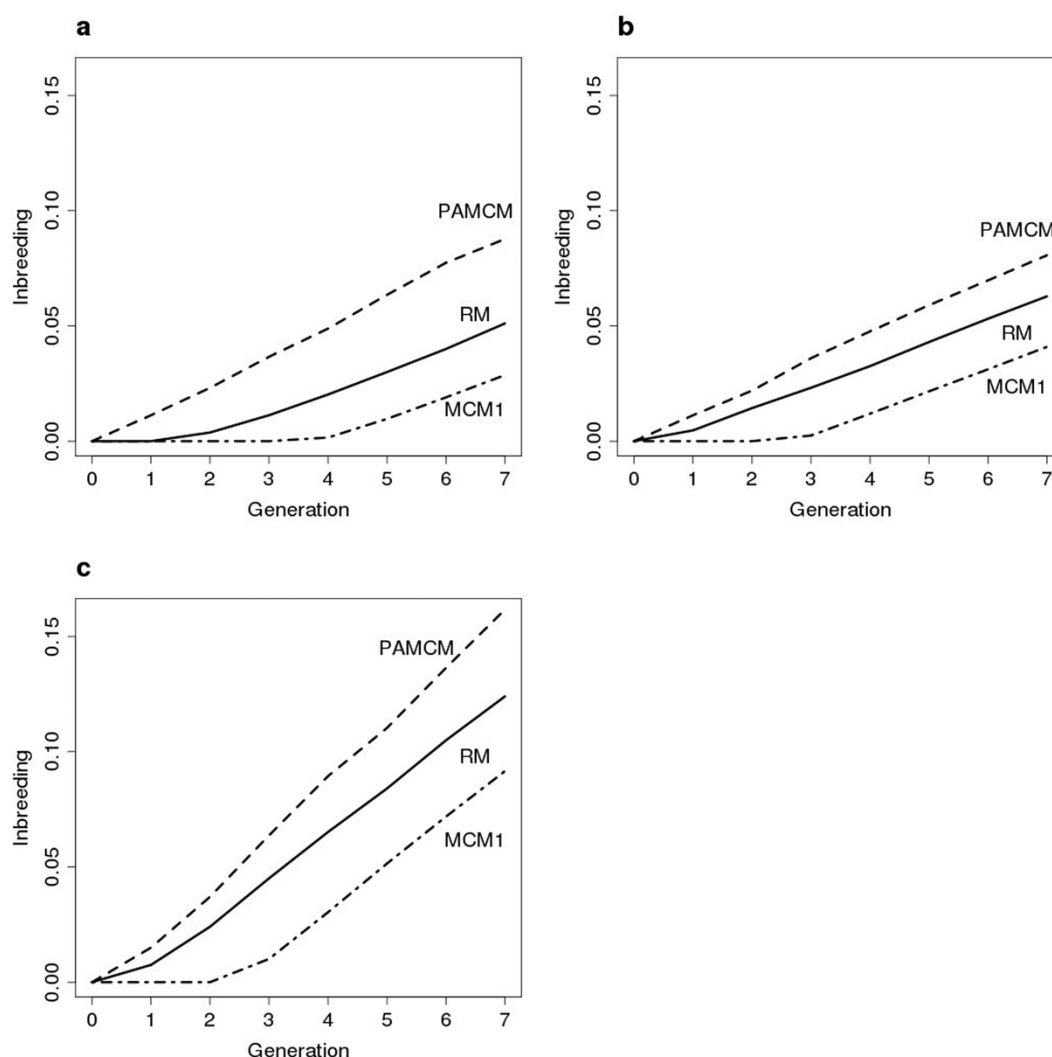 a
0.15
0.10
0.05
0.00
Inbreeding
PAMCM
RM
MCM1
0 1 2 3 4 5 6 7
Generation
b
0.15
0.10
0.05
0.00
Inbreeding
PAMCM
RM
MCM1
0 1 2 3 4 5 6 7
Generation
c
0.15
0.10
0.05
0.00
Inbreeding
PAMCM
RM
MCM1
0 1 2 3 4 5 6 7
Generation